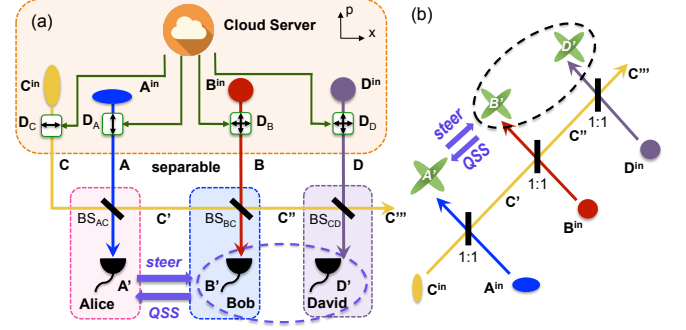 (a)
Cloud Server
p
x
C^in
A^in
B^in
D^in
D_C
D_A
D_B
D_D
C
A
separable
B
D
BS_AC
C'
BS_BC
C''
BS_CD
C'''
steer
A'
B'
D'
QSS
Alice
Bob
David
(b)
D'
C'''
B'
steer
QSS
1:1
C''
A'
D^in
1:1
C'
B^in
1:1
C^in
A^in